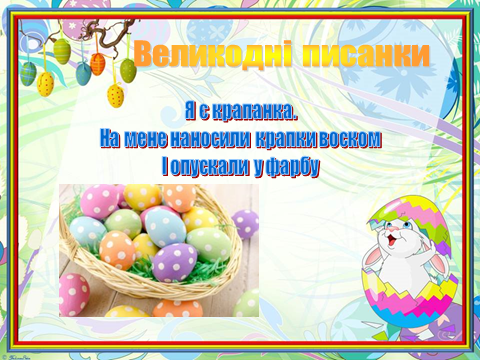 Великодні писанки
Я є крапанка.
На мене наносили крапки воском
І опускали у фарбу